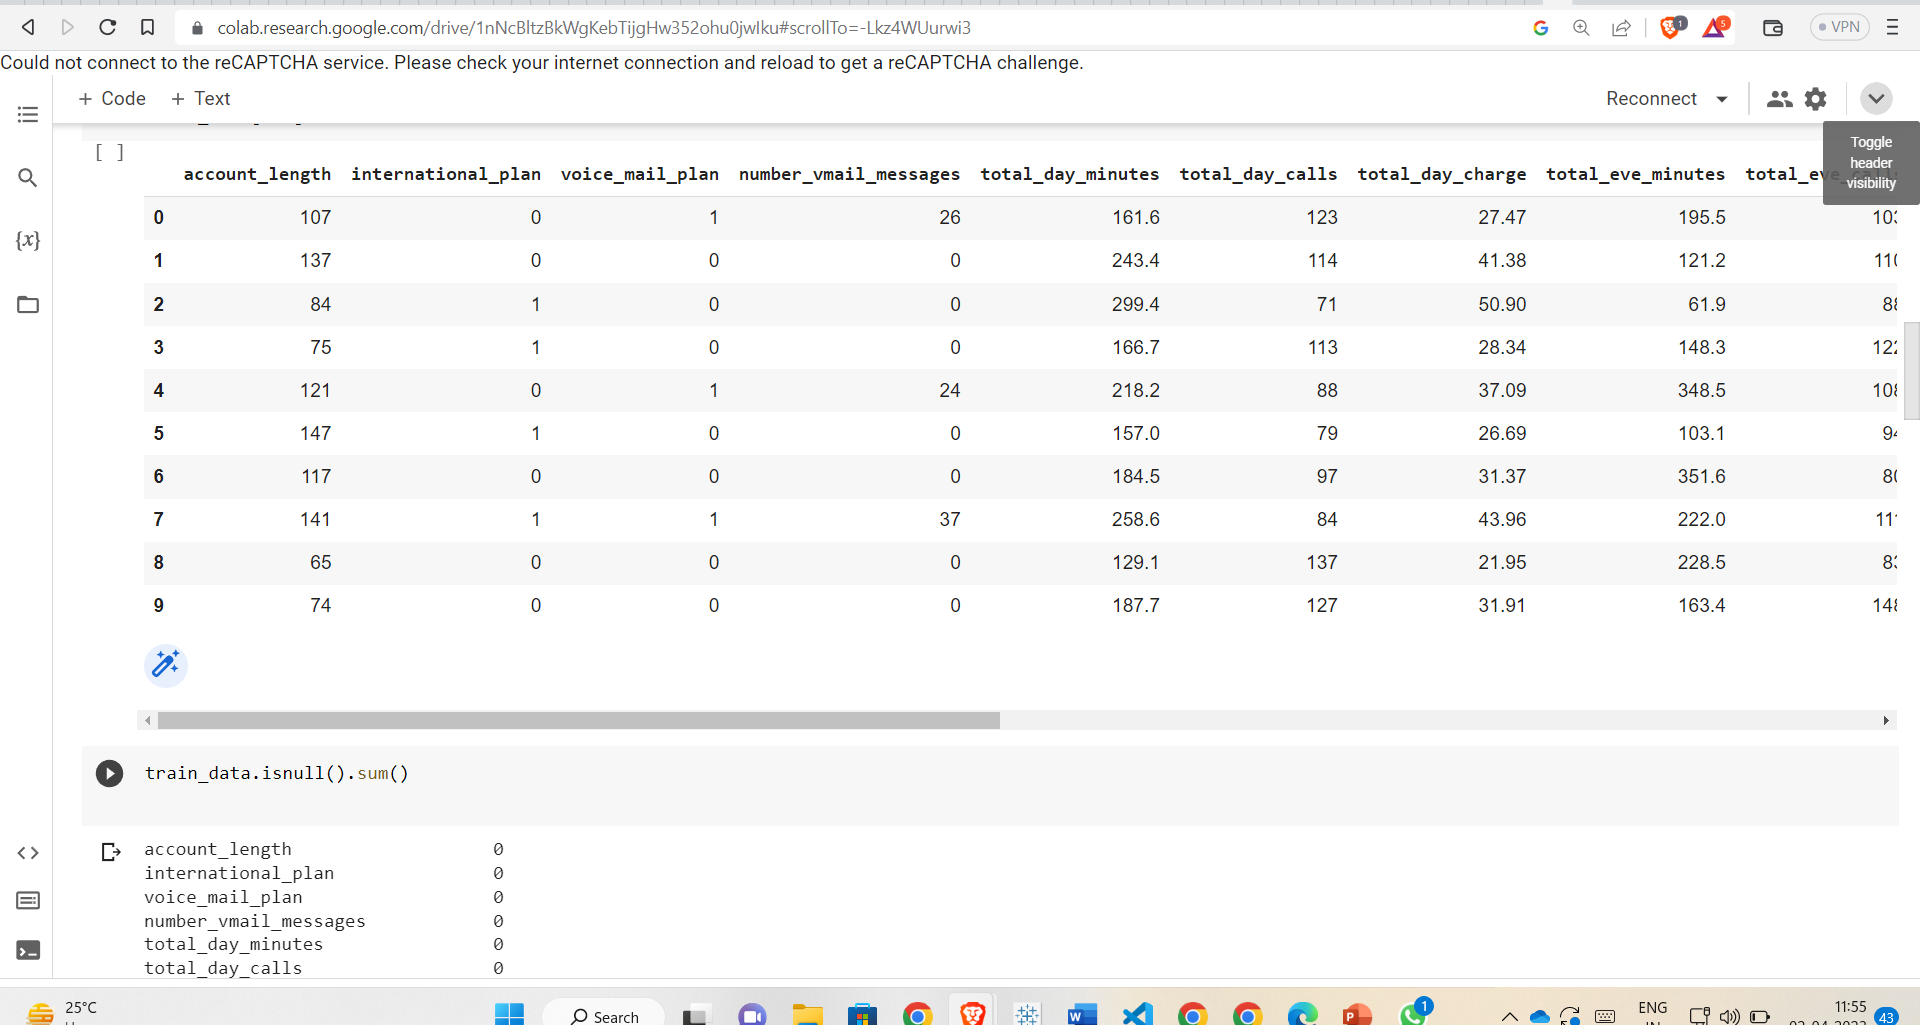 colab.research.google.com/drive/1nNcBltzBkWgKebTijgHw352ohu0jwIku#scrollTo=-Lkz4WUurwi3
1
5
VPN
Could not connect to the reCAPTCHA service. Please check your internet connection and reload to get a reCAPTCHA challenge.
+ Code + Text
Reconnect
Toggle
header
visibility
[ ]
account_length international_plan voice_mail_plan number_vmail_messages total_day_minutes total_day_calls total_day_charge total_eve_minutes
0 107 0 1 26 161.6 123 27.47 195.5
1 137 0 0 0 243.4 114 41.38 121.2
2 84 1 0 0 299.4 71 50.90 61.9
3 75 1 0 0 166.7 113 28.34 148.3
4 121 0 1 24 218.2 88 37.09 348.5
5 147 1 0 0 157.0 79 26.69 103.1
6 117 0 0 0 184.5 97 31.37 351.6
7 141 1 1 37 258.6 84 43.96 222.0
8 65 0 0 0 129.1 137 21.95 228.5
9 74 0 0 0 187.7 127 31.91 163.4
{x}
train_data.isnull().sum()
account_length 0
international_plan 0
voice_mail_plan 0
number_vmail_messages 0
total_day_minutes 0
total_day_calls 0
25°C
Search
1
ENG
11:55
43